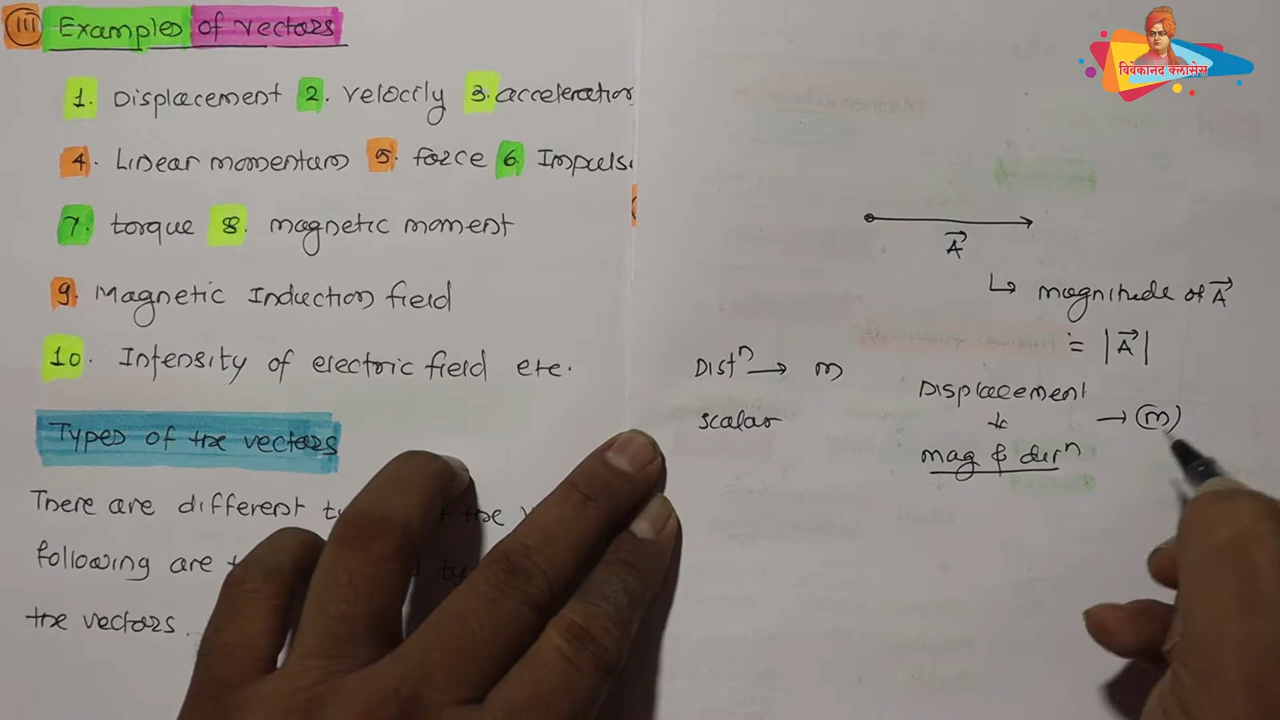 III Examples of vectors
1. Displacement 2. velocity 3. acceleration
4. Linear momentum 5. force 6. Impuls
7. torque 8. magnetic moment
9. Magnetic Induction field
10. Intensity of electric field etc.
Types of the vectors
There are different the
following are
the vectors.
विवेकानंद क्लासेस
A⃗
↳ magnitude of A⃗
= |A⃗|
Distⁿ → m
scalar
Displacement
→ (m)
mag & dirⁿ